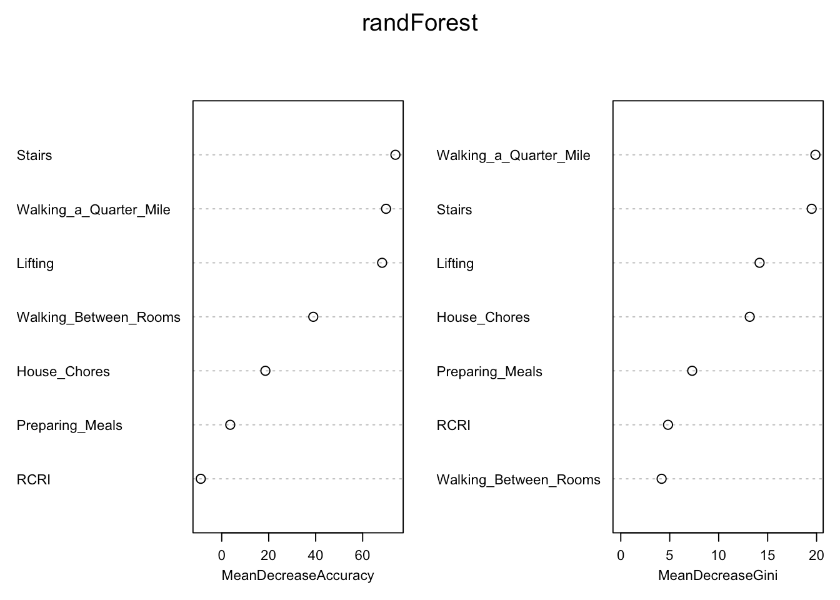 randForest
Stairs
Walking_a_Quarter_Mile
Lifting
Walking_Between_Rooms
House_Chores
Preparing_Meals
RCRI
0 20 40 60
MeanDecreaseAccuracy
Walking_a_Quarter_Mile
Stairs
Lifting
House_Chores
Preparing_Meals
RCRI
Walking_Between_Rooms
0 5 10 15 20
MeanDecreaseGini